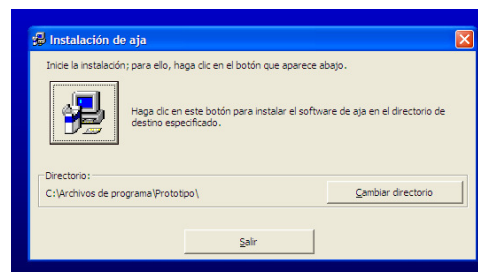 Instalación de aja
Inicie la instalación; para ello, haga clic en el botón que aparece abajo.
Haga clic en este botón para instalar el software de aja en el directorio de
destino especificado.
Directorio:
C:\Archivos de programa\Prototipo\
Cambiar directorio
Salir